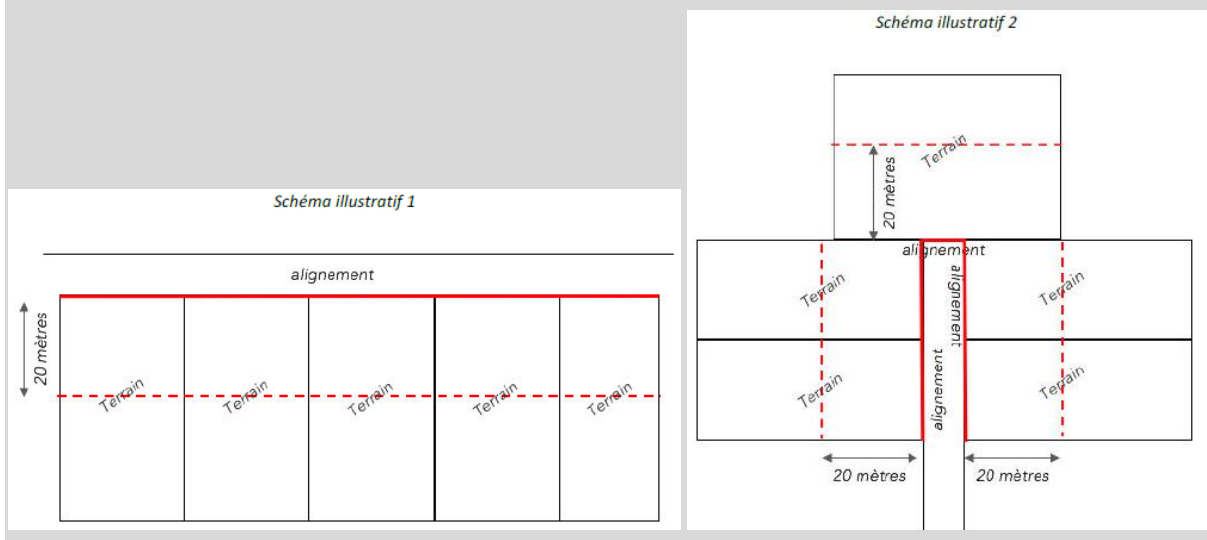 Schéma illustratif 1
alignement
20 mètres
Terrain
Terrain
Terrain
Terrain
Terrain
Schéma illustratif 2
Terrain
20 mètres
alignement
Terrain
alignement
Terrain
Terrain
alignement
Terrain
20 mètres
20 mètres